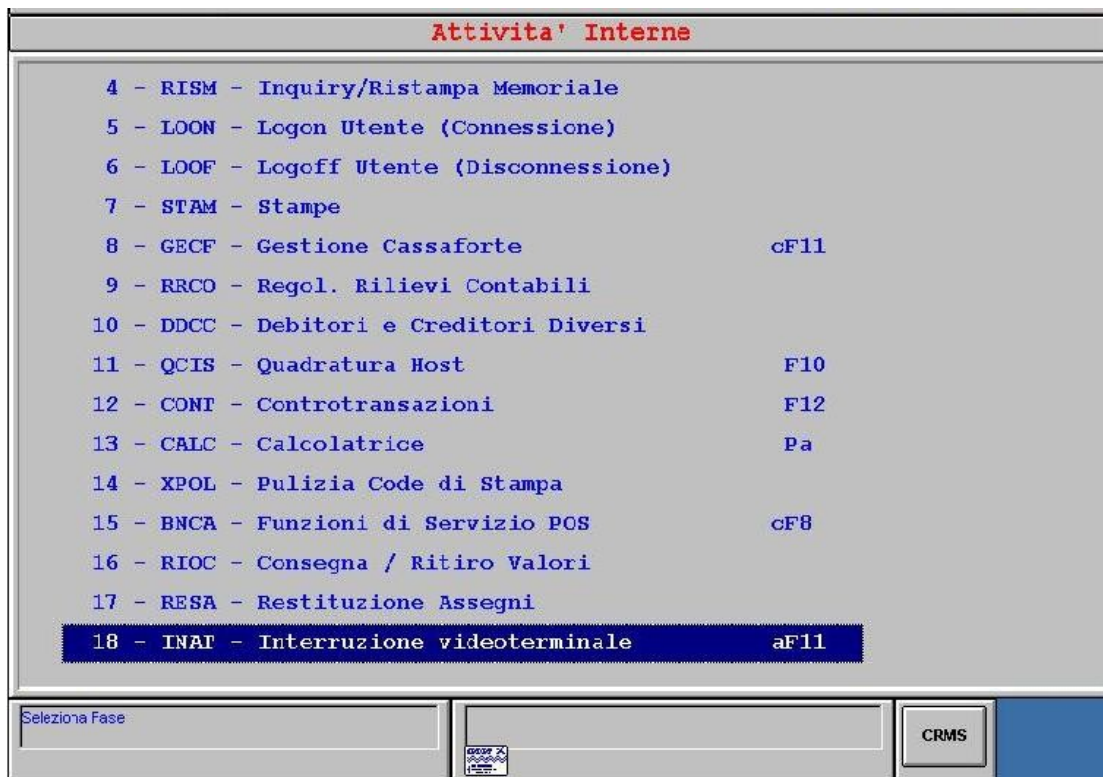 Attivita' Interne
4 - RISM - Inquiry/Ristampa Memoriale
5 - LOON - Logon Utente (Connessione)
6 - LOOF - Logoff Utente (Disconnessione)
7 - STAM - Stampe
8 - GECF - Gestione Cassaforte cF11
9 - RRCO - Regol. Rilievi Contabili
10 - DDCC - Debitori e Creditori Diversi
11 - QCIS - Quadratura Host F10
12 - CONT - Controtransazioni F12
13 - CALC - Calcolatrice Pa
14 - XPOL - Pulizia Code di Stampa
15 - BNCA - Funzioni di Servizio POS cF8
16 - RIOC - Consegna / Ritiro Valori
17 - RESA - Restituzione Assegni
18 - INAT - Interruzione videoterminale aF11
Seleziona Fase
CRMS